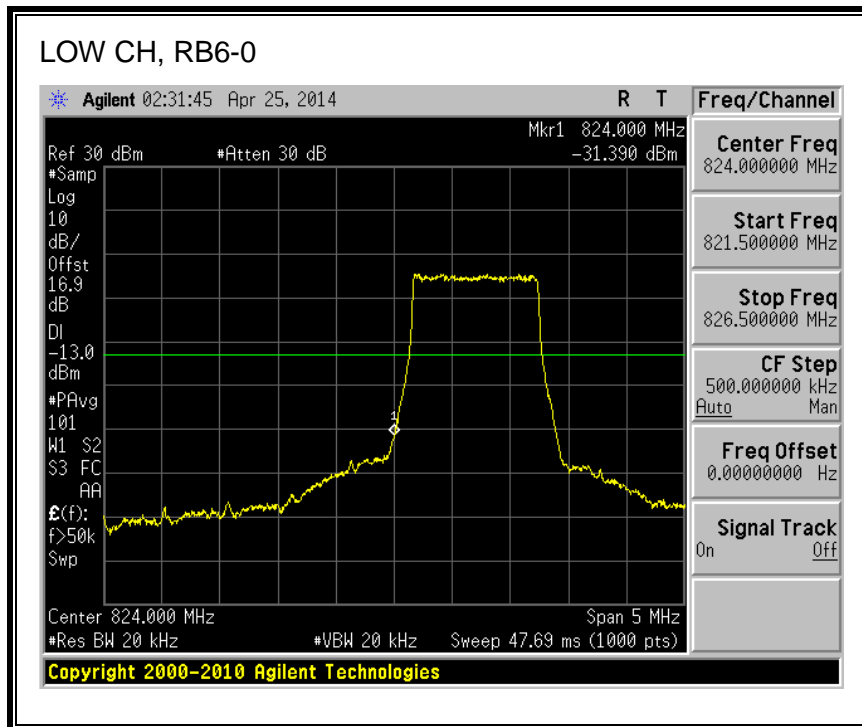 LOW CH, RB6-0
Agilent 02:31:45 Apr 25, 2014 R T
Freq/Channel
Mkr1 824.000 MHz
Ref 30 dBm #Atten 30 dB -31.390 dBm
#Samp
Log
10
dB/
Offst
16.9
dB
DI
-13.0
dBm
#PAvg
101
W1 S2
S3 FC
AA
£(f):
f>50k
Swp
1
Center 824.000 MHz Span 5 MHz
#Res BW 20 kHz #VBW 20 kHz Sweep 47.69 ms (1000 pts)
Copyright 2000-2010 Agilent Technologies
Center Freq
824.000000 MHz
Start Freq
821.500000 MHz
Stop Freq
826.500000 MHz
CF Step
500.000000 kHz
Auto Man
Freq Offset
0.00000000 Hz
Signal Track
On Off